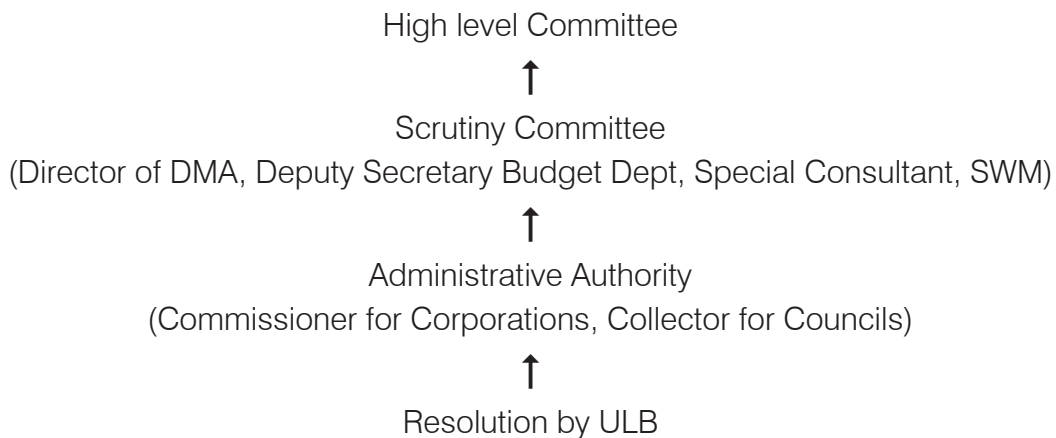 High level Committee
↑
Scrutiny Committee
(Director of DMA, Deputy Secretary Budget Dept, Special Consultant, SWM)
↑
Administrative Authority
(Commissioner for Corporations, Collector for Councils)
↑
Resolution by ULB